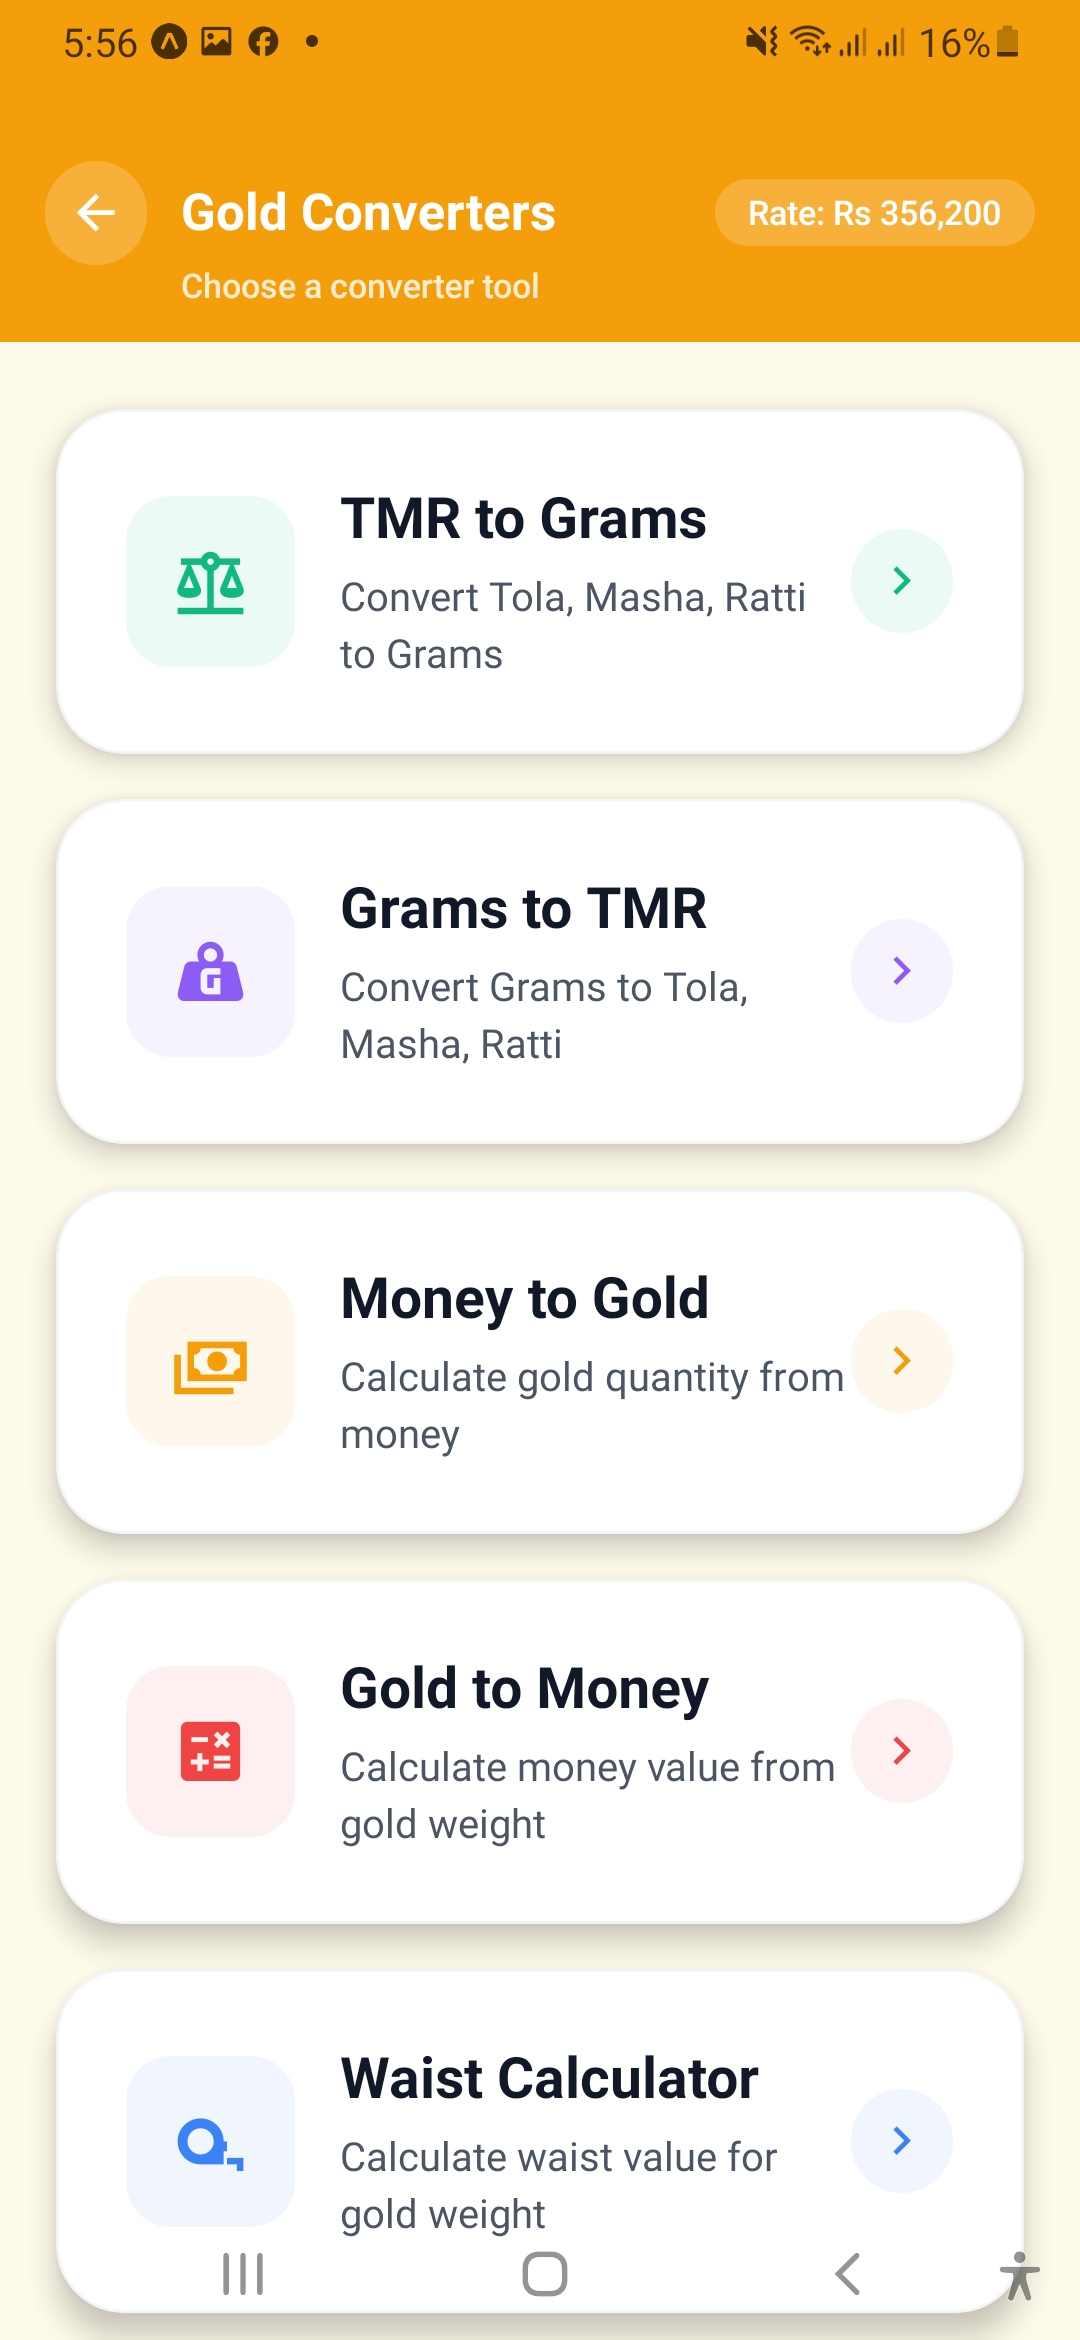 5:56
16%
Gold Converters
Rate: Rs 356,200
Choose a converter tool
TMR to Grams
Convert Tola, Masha, Ratti
to Grams
Grams to TMR
G
Convert Grams to Tola,
Masha, Ratti
Money to Gold
Calculate gold quantity from
money
Gold to Money
Calculate money value from
gold weight
Waist Calculator
Calculate waist value for
gold weight